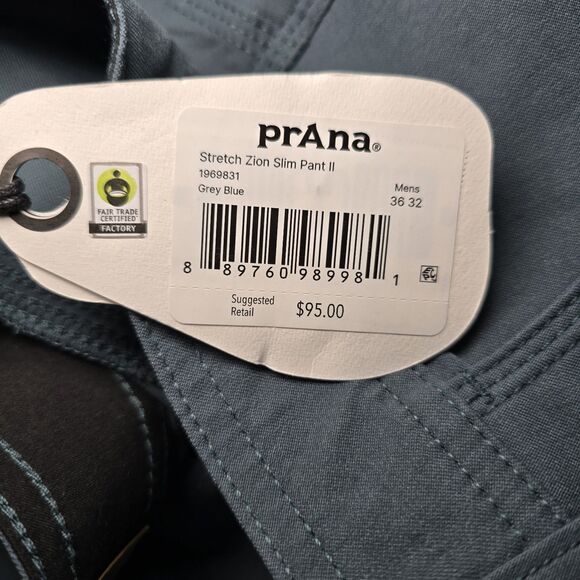 prAna®
Stretch Zion Slim Pant II
1969831
Grey Blue
Mens
36 32
FAIR TRADE
CERTIFIED
FACTORY
8 89760 98998 1
Suggested
Retail
$95.00